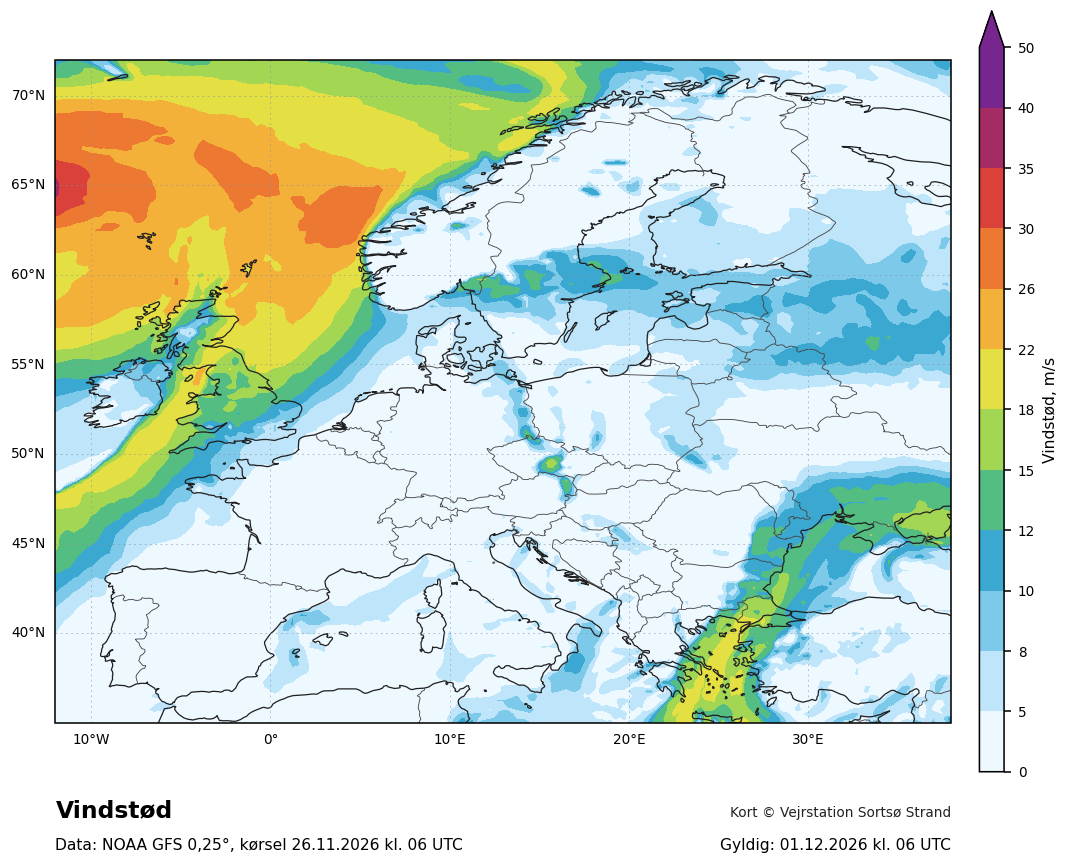 50
40
35
30
26
22
18
15
12
10
8
5
0
Vindstød, m/s
70°N
65°N
60°N
55°N
50°N
45°N
40°N
10°W
0°
10°E
20°E
30°E
Vindstød
Kort © Vejrstation Sortsø Strand
Data: NOAA GFS 0,25°, kørsel 26.11.2026 kl. 06 UTC
Gyldig: 01.12.2026 kl. 06 UTC